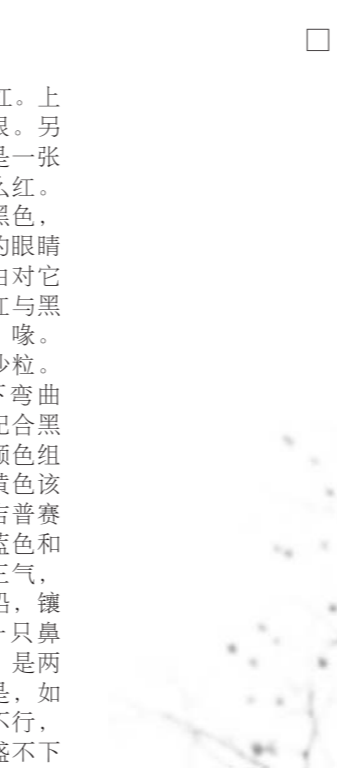 □
红。上
眼。另
是一张
么红。
黑色，
的眼睛
由对它
红与黑
喙。
沙粒。
下弯曲
配合黑
颜色组
黄色该
吉普赛
蓝色和
王气，
铅，镶
一只鼻
是两
是，如
不行，
盛不下